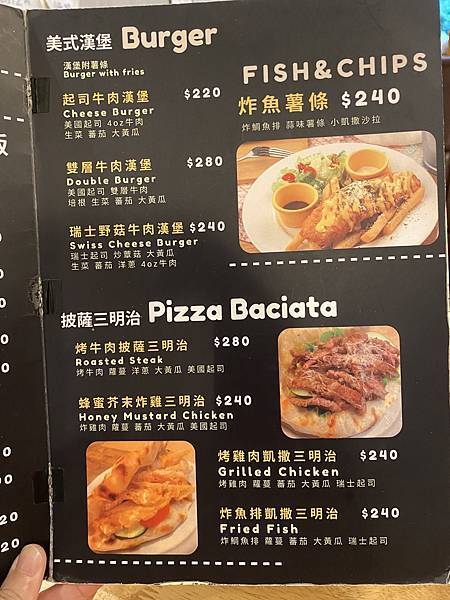 美式漢堡 Burger
漢堡附薯條
Burger with fries
起司牛肉漢堡 $220
Cheese Burger
美國起司 4oz牛肉
生菜 蕃茄 大黃瓜
雙層牛肉漢堡 $280
Double Burger
美國起司 雙層牛肉
培根 生菜 蕃茄 大黃瓜
瑞士野菇牛肉漢堡 $240
Swiss Cheese Burger
瑞士起司 炒蕈菇 大黃瓜
生菜 蕃茄 洋蔥 4oz牛肉
FISH&CHIPS
炸魚薯條 $240
炸鯛魚排 蒜味薯條 小凱撒沙拉
披薩三明治 Pizza Baciata
烤牛肉披薩三明治 $280
Roasted Steak
烤牛肉 蘿蔓 洋蔥 大黃瓜 美國起司
蜂蜜芥末炸雞三明治 $240
Honey Mustard Chicken
炸雞肉 蘿蔓 蕃茄 大黃瓜 美國起司
烤雞肉凱撒三明治 $240
Grilled Chicken
烤雞肉 蘿蔓 蕃茄 大黃瓜 瑞士起司
炸魚排凱撒三明治 $240
Fried Fish
炸鯛魚排 蘿蔓 蕃茄 大黃瓜 瑞士起司